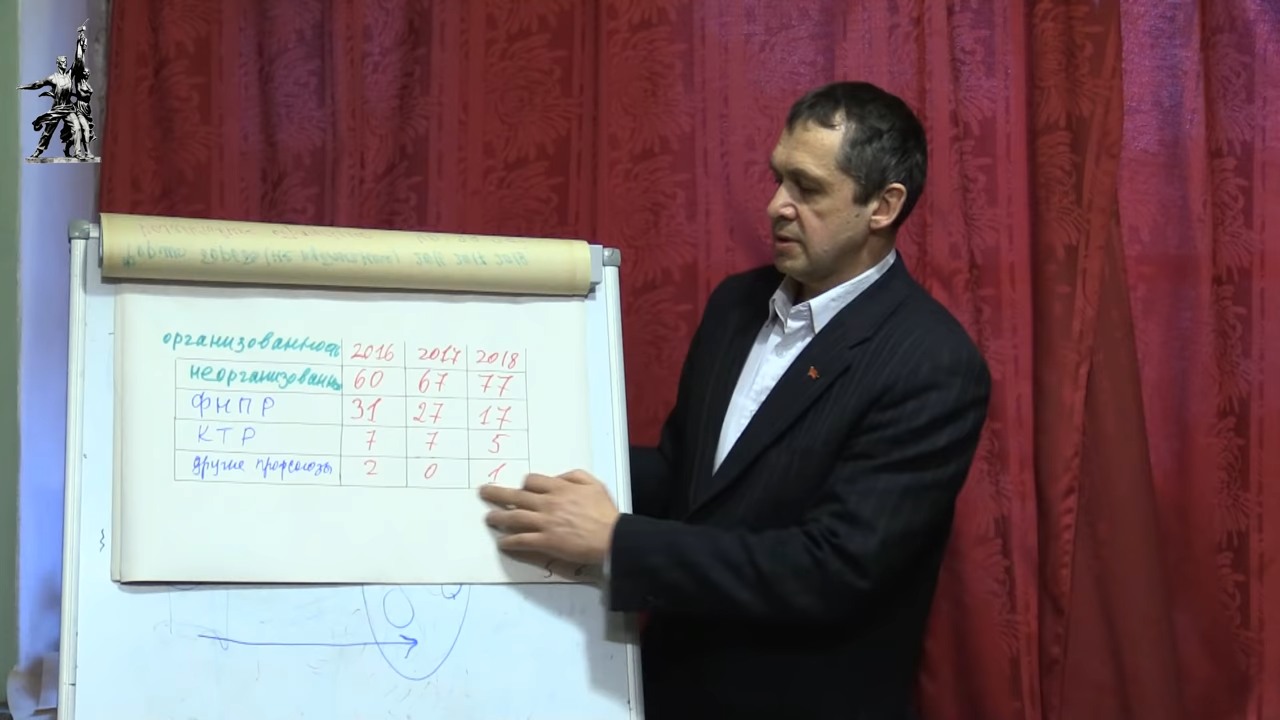 организованность 2016 2017 2018
неорганизованы 60 67 77
ФНПР 31 27 17
КТР 7 7 5
другие профсоюзы 2 0 1